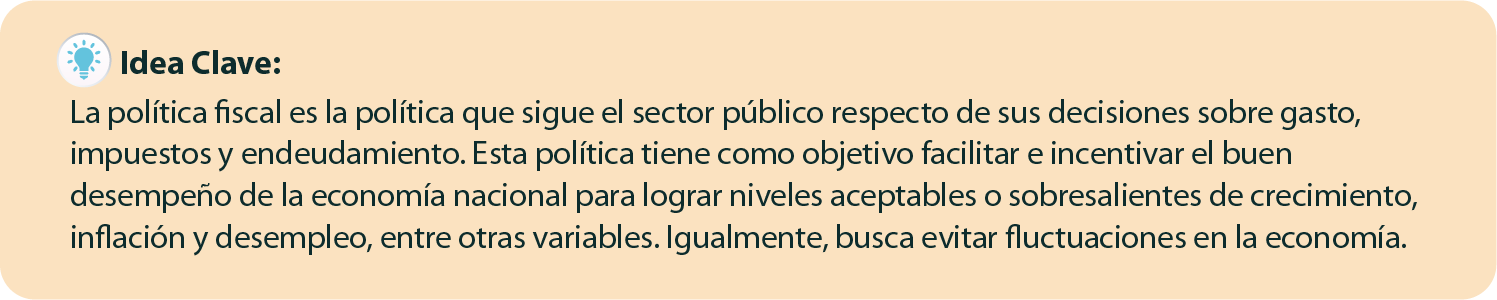 Idea Clave:
La política fiscal es la política que sigue el sector público respecto de sus decisiones sobre gasto,
impuestos y endeudamiento. Esta política tiene como objetivo facilitar e incentivar el buen
desempeño de la economía nacional para lograr niveles aceptables o sobresalientes de crecimiento,
inflación y desempleo, entre otras variables. Igualmente, busca evitar fluctuaciones en la economía.